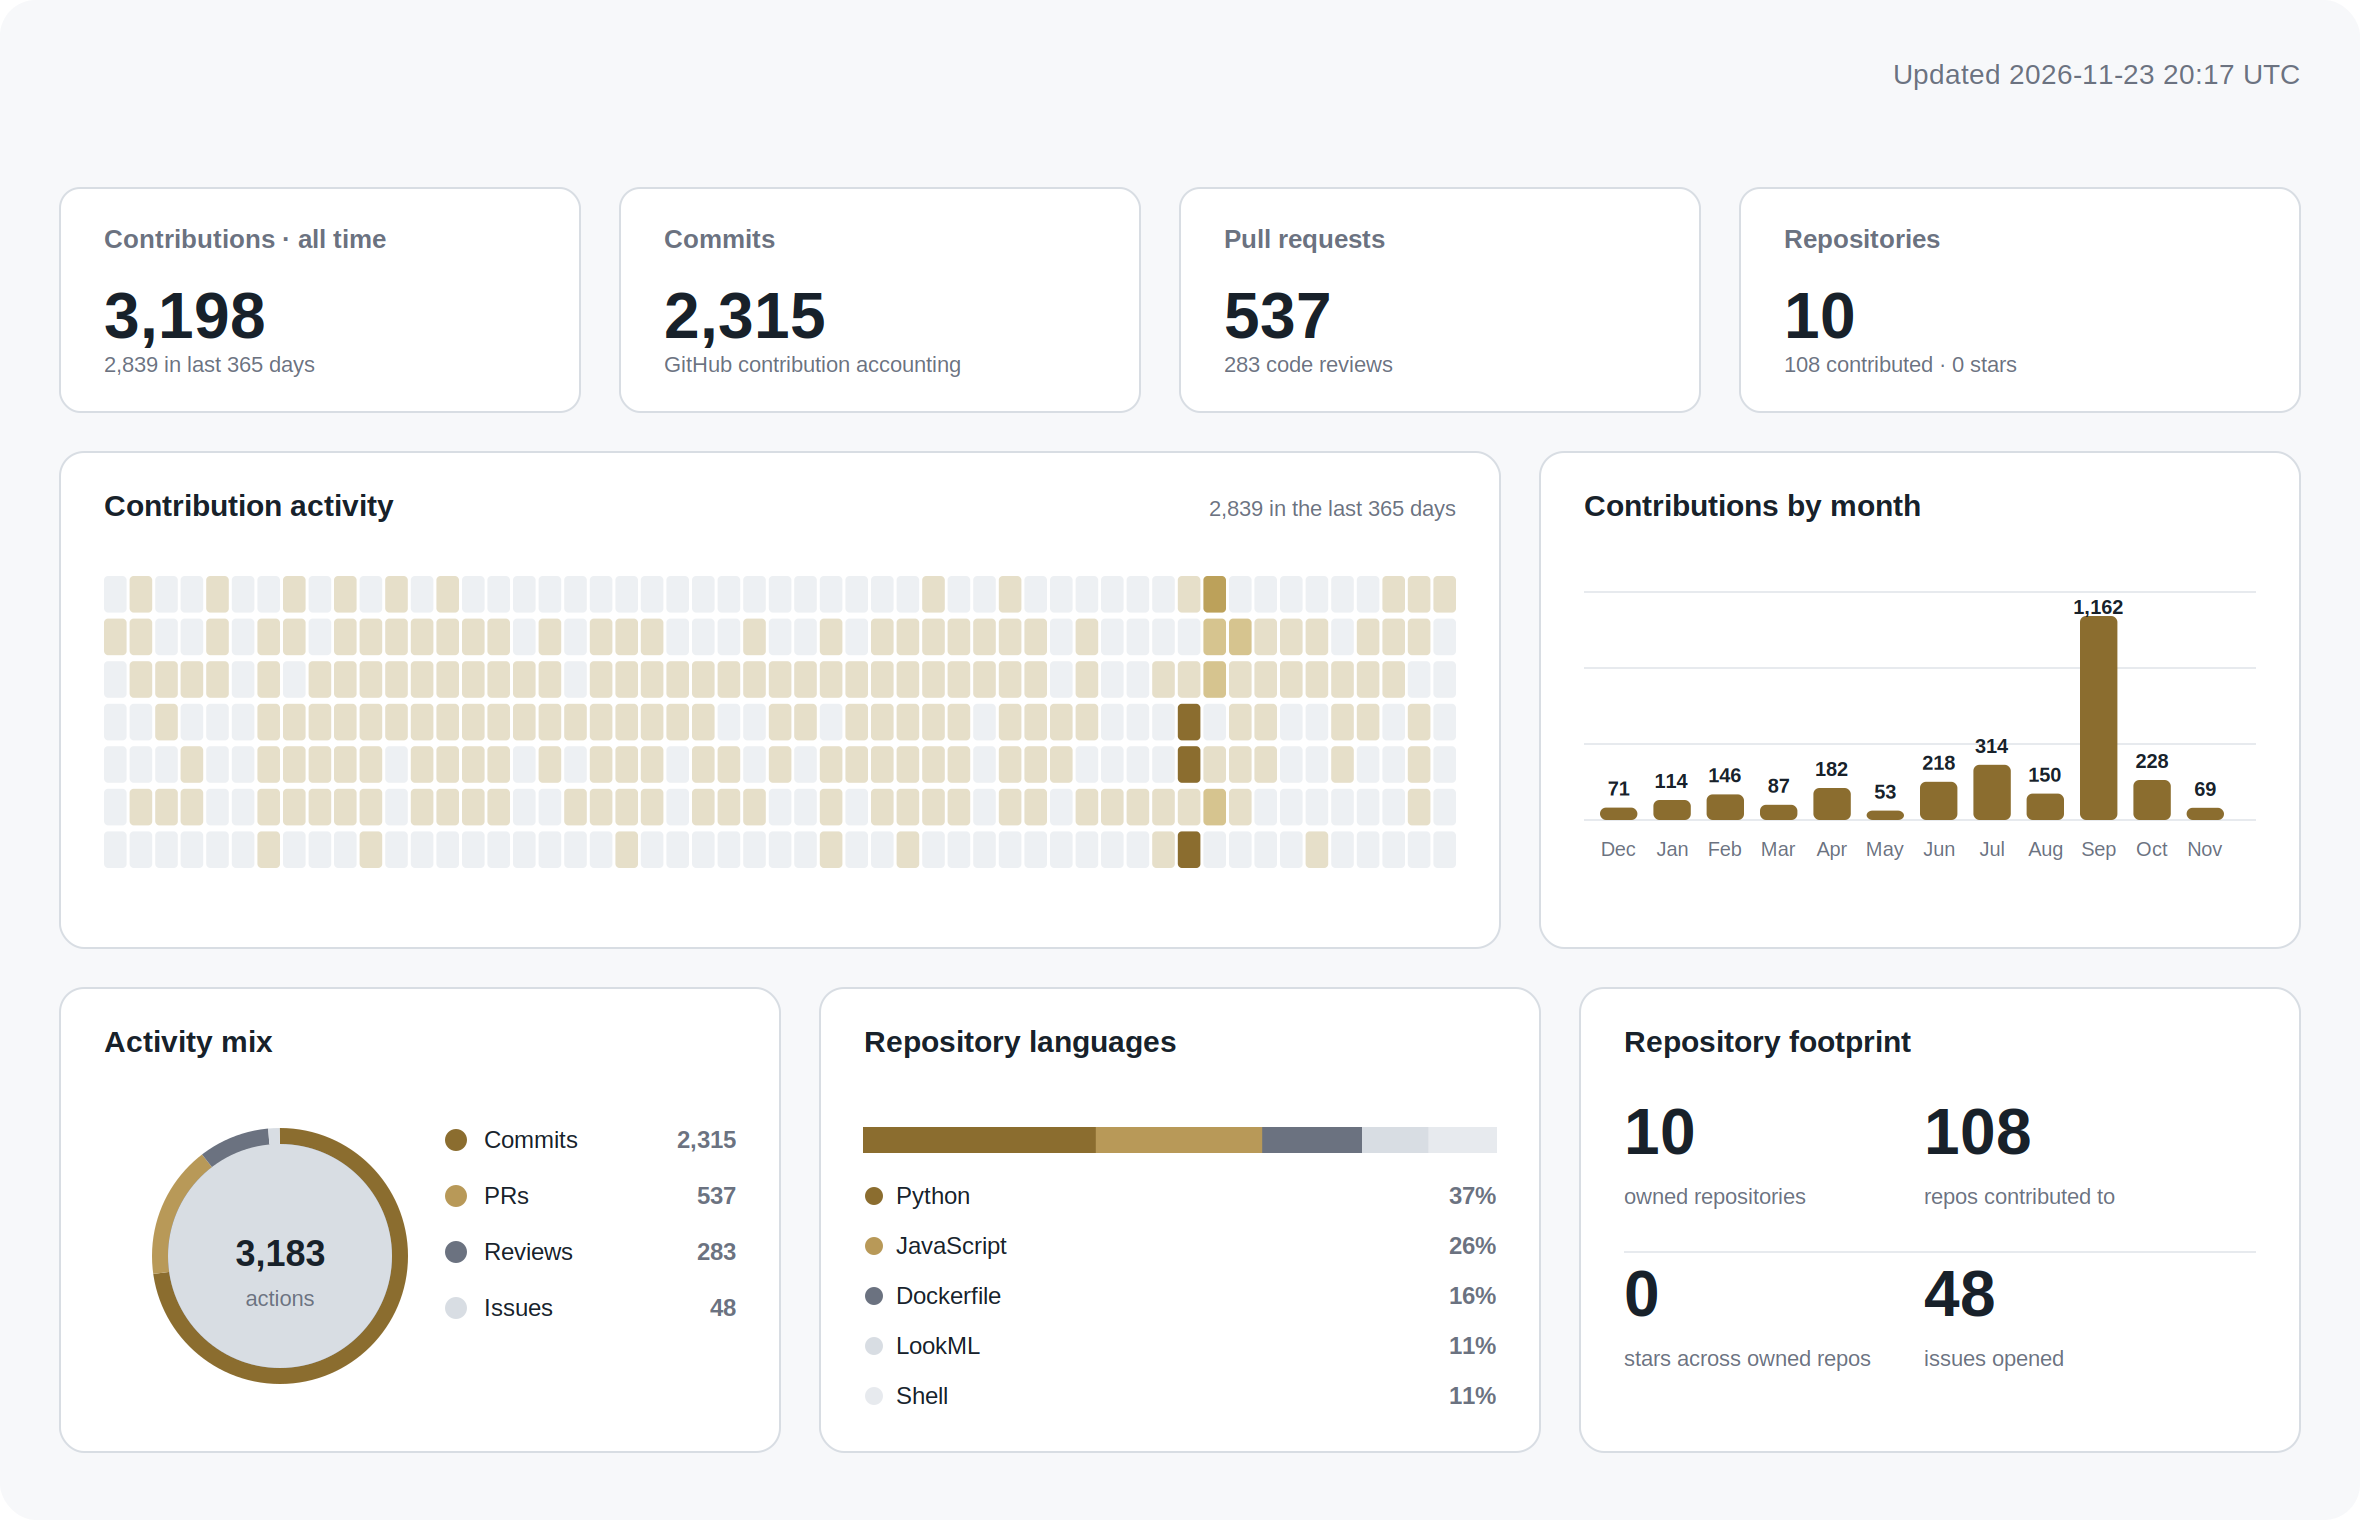 Updated 2026-11-23 20:17 UTC
Contributions · all time
3,198
2,839 in last 365 days
Commits
2,315
GitHub contribution accounting
Pull requests
537
283 code reviews
Repositories
10
108 contributed · 0 stars
Contribution activity
2,839 in the last 365 days
Contributions by month
1,162
314
218
228
182
150
146
114
87
71
53
69
Dec Jan Feb Mar Apr May Jun Jul Aug Sep Oct Nov
Activity mix
3,183
actions
Commits 2,315
PRs 537
Reviews 283
Issues 48
Repository languages
Python 37%
JavaScript 26%
Dockerfile 16%
LookML 11%
Shell 11%
Repository footprint
10
owned repositories
108
repos contributed to
0
stars across owned repos
48
issues opened